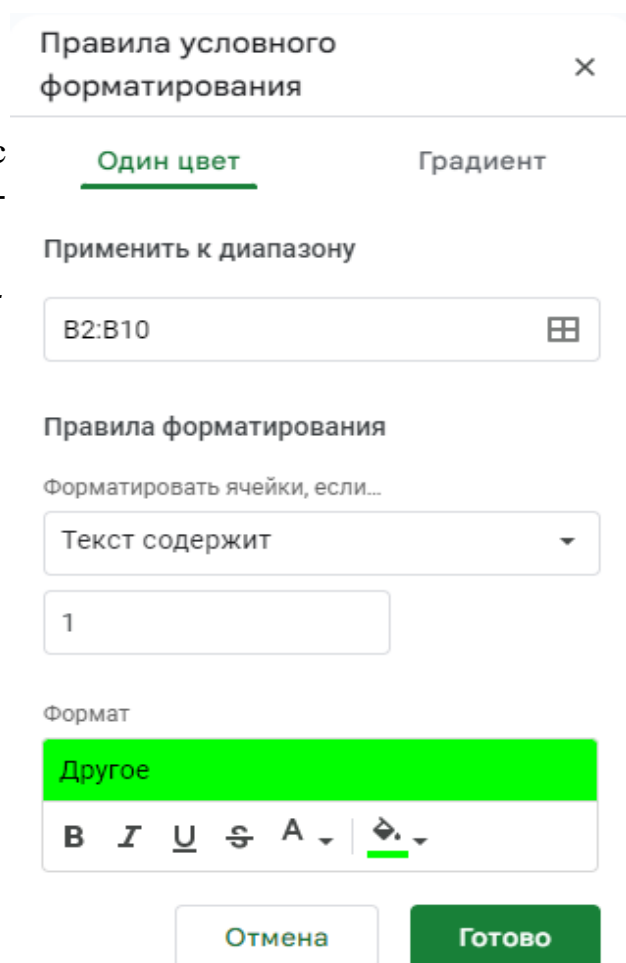 Правила условного
форматирования
Один цвет Градиент
Применить к диапазону
B2:B10
Правила форматирования
Форматировать ячейки, если...
Текст содержит
1
Формат
Другое
B I U S A
Отмена Готово